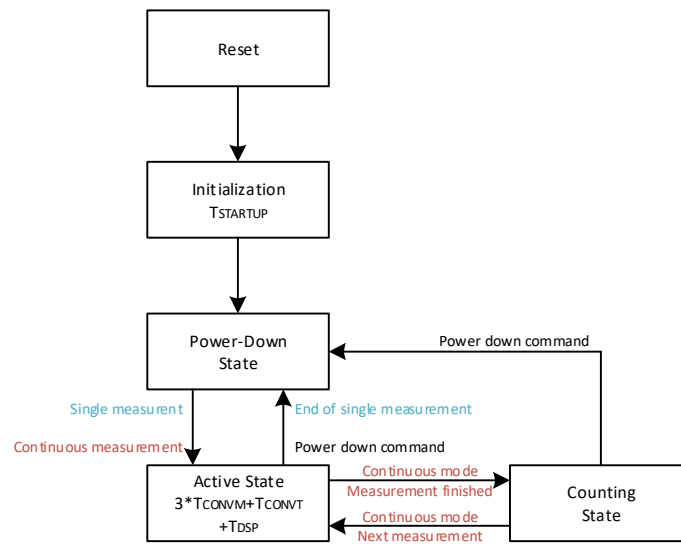 Reset
Initialization
TSTARTUP
Power-Down
State
Power down command
Single measurent
End of single measurement
Continuous measurement
Power down command
Active State
3*TCONVM+TCONVT
+TDSP
Continuous mode
Measurement finished
Continuous mode
Next measurement
Counting
State